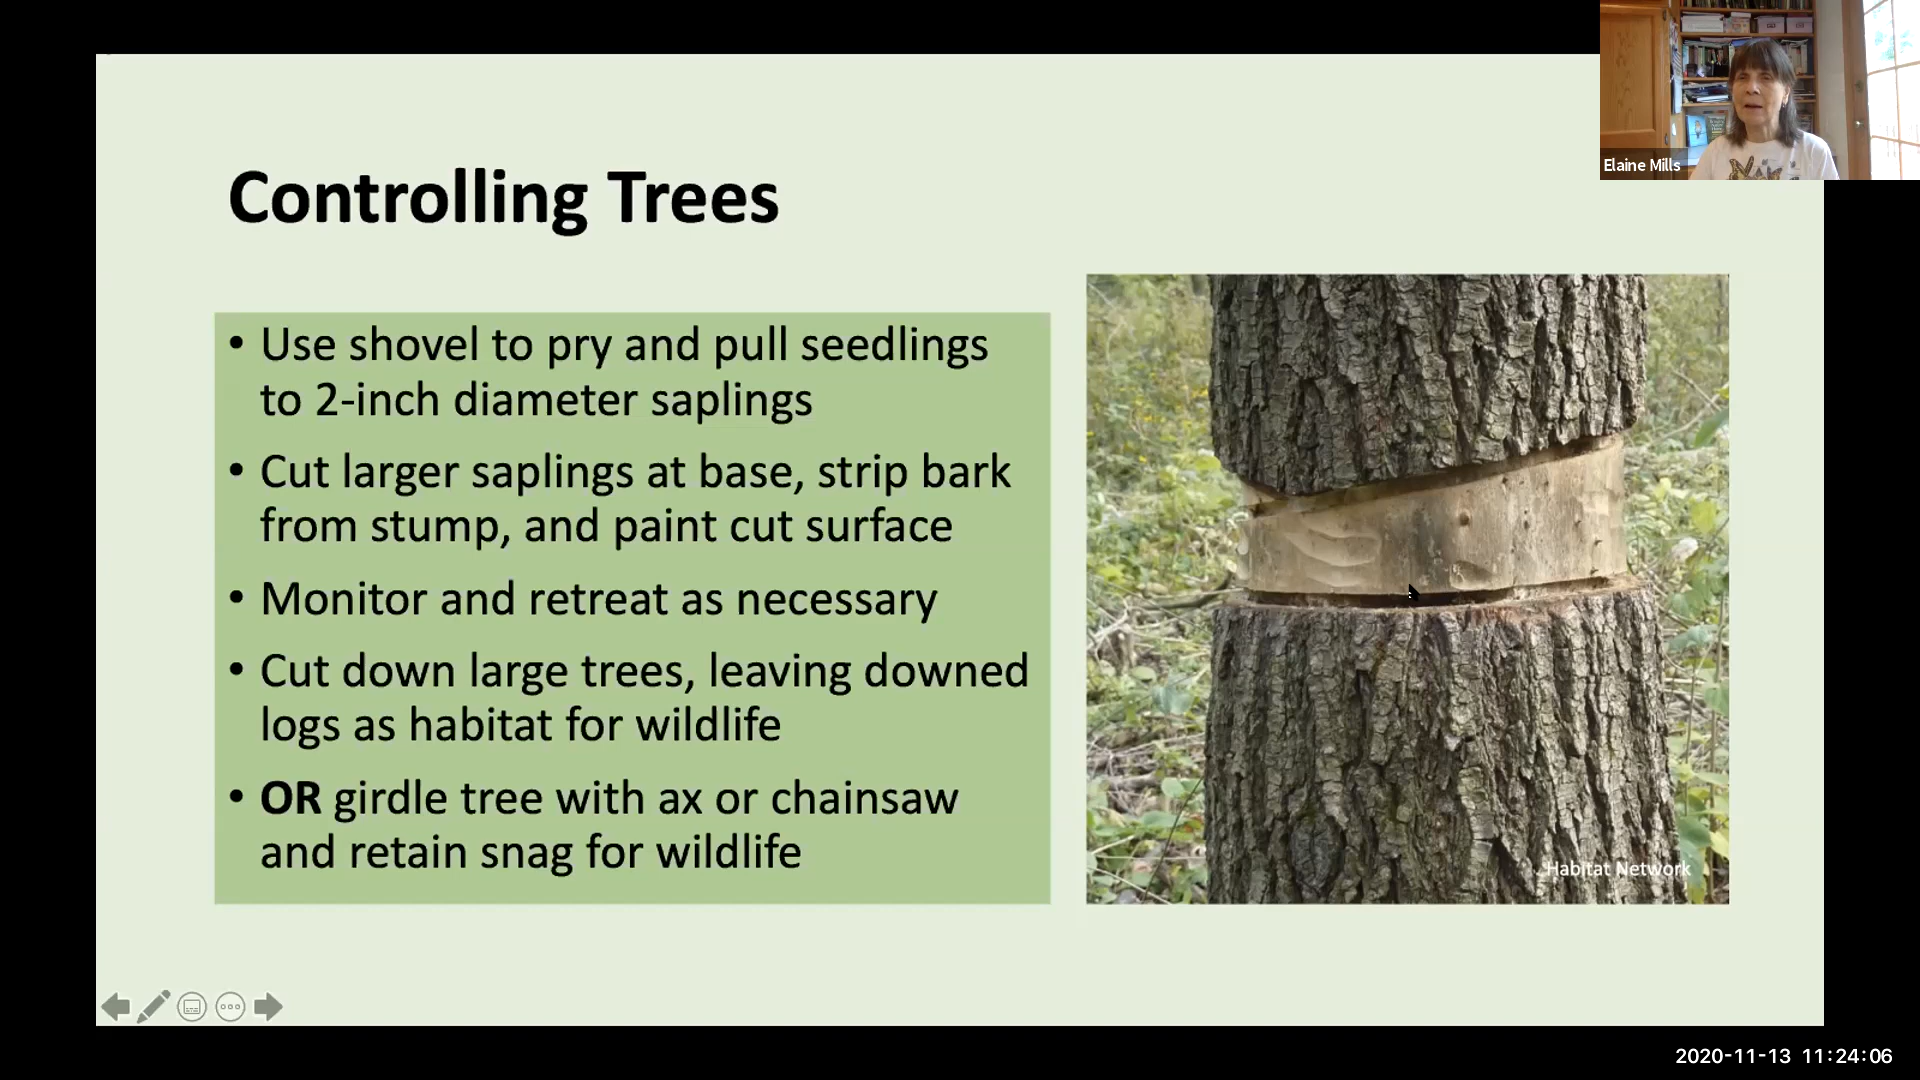 Elaine Mills
Controlling Trees
• Use shovel to pry and pull seedlings
to 2-inch diameter saplings
• Cut larger saplings at base, strip bark
from stump, and paint cut surface
• Monitor and retreat as necessary
• Cut down large trees, leaving downed
logs as habitat for wildlife
• OR girdle tree with ax or chainsaw
and retain snag for wildlife
Habitat Network
2020-11-13 11:24:06